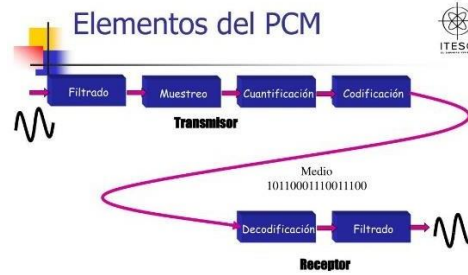 Elementos del PCM
ITESO
Filtrado
Muestreo
Cuantificación
Codificación
Transmisor
Medio
10110001110011100
Decodificación
Filtrado
Receptor